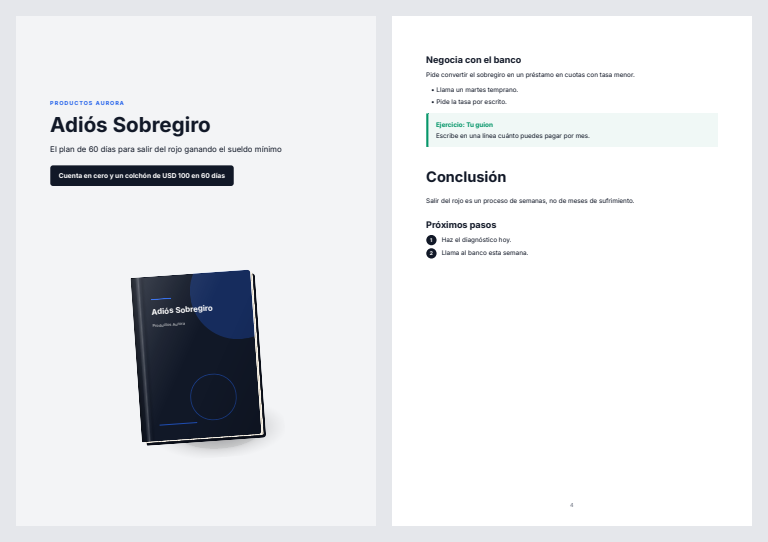 PRODUCTOS AURORA
Adiós Sobregiro
El plan de 60 días para salir del rojo ganando el sueldo mínimo
Cuenta en cero y un colchón de USD 100 en 60 días
Adiós Sobregiro
Productos Aurora
Negocia con el banco
Pide convertir el sobregiro en un préstamo en cuotas con tasa menor.
• Llama un martes temprano.
• Pide la tasa por escrito.
Ejercicio: Tu guion
Escribe en una línea cuánto puedes pagar por mes.
Conclusión
Salir del rojo es un proceso de semanas, no de meses de sufrimiento.
Próximos pasos
1 Haz el diagnóstico hoy.
2 Llama al banco esta semana.
4